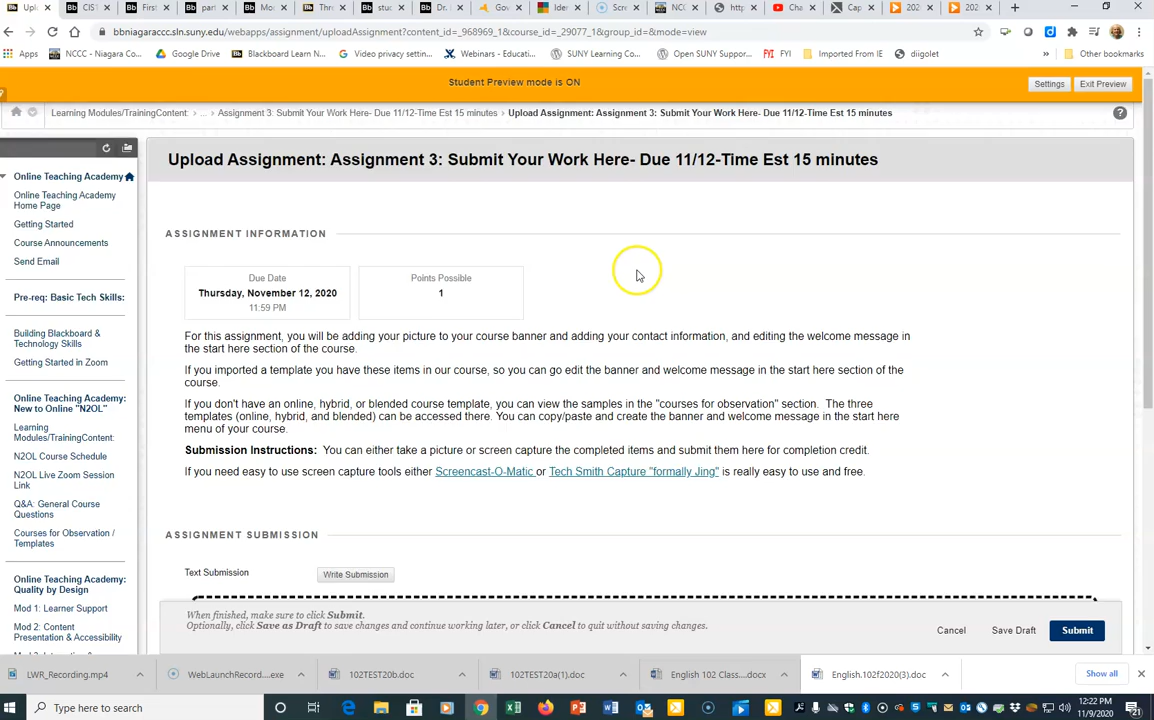 Uplo
CIS1
First
part
Mod
Thre
stud
Dr.
Gov
Iden
Scre
NCC
http
Cha
Cap
2020
2020
bbniagaraccc.sln.suny.edu/webapps/assignment/uploadAssignment?content_id=_968969_1&course_id=_29077_1&group_id=&mode=view
Apps NCCC - Niagara Co... Google Drive Blackboard Learn N... Video privacy settin... Webinars - Educati... SUNY Learning Co... Open SUNY Suppor... FYI Imported From IE diigolet » Other bookmarks
Student Preview mode is ON
Settings Exit Preview
Learning Modules/TrainingContent: ... Assignment 3: Submit Your Work Here- Due 11/12-Time Est 15 minutes Upload Assignment: Assignment 3: Submit Your Work Here- Due 11/12-Time Est 15 minutes ?
Online Teaching Academy
Online Teaching Academy
Home Page
Getting Started
Course Announcements
Send Email
Pre-req: Basic Tech Skills:
Building Blackboard &
Technology Skills
Getting Started in Zoom
Online Teaching Academy:
New to Online "N2OL"
Learning
Modules/TrainingContent:
N2OL Course Schedule
N2OL Live Zoom Session
Link
Q&A: General Course
Questions
Courses for Observation /
Templates
Online Teaching Academy:
Quality by Design
Mod 1: Learner Support
Mod 2: Content
Presentation & Accessibility
Upload Assignment: Assignment 3: Submit Your Work Here- Due 11/12-Time Est 15 minutes
ASSIGNMENT INFORMATION
Due Date
Thursday, November 12, 2020
11:59 PM
Points Possible
1
For this assignment, you will be adding your picture to your course banner and adding your contact information, and editing the welcome message in
the start here section of the course.
If you imported a template you have these items in our course, so you can go edit the banner and welcome message in the start here section of the
course.
If you don't have an online, hybrid, or blended course template, you can view the samples in the "courses for observation" section. The three
templates (online, hybrid, and blended) can be accessed there. You can copy/paste and create the banner and welcome message in the start here
menu of your course.
Submission Instructions: You can either take a picture or screen capture the completed items and submit them here for completion credit.
If you need easy to use screen capture tools either Screencast-O-Matic or Tech Smith Capture "formally Jing" is really easy to use and free.
ASSIGNMENT SUBMISSION
Text Submission Write Submission
When finished, make sure to click Submit.
Optionally, click Save as Draft to save changes and continue working later, or click Cancel to quit without saving changes.
Cancel Save Draft Submit
LWR_Recording.mp4 WebLaunchRecord....exe 102TEST20b.doc 102TEST20a(1).doc English 102 Class....docx English.102f2020(3).doc Show all
Type here to search
12:22 PM
11/9/2020
21